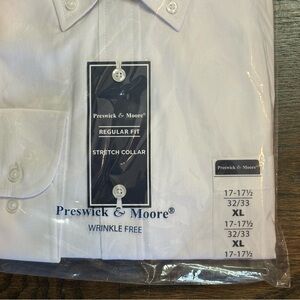 Preswick & Moore®
REGULAR FIT
STRETCH COLLAR
Preswick & Moore®
WRINKLE FREE
Preswick & Moore®
17-17½
32/33
XL
17-17½
32/33
XL
17-17½